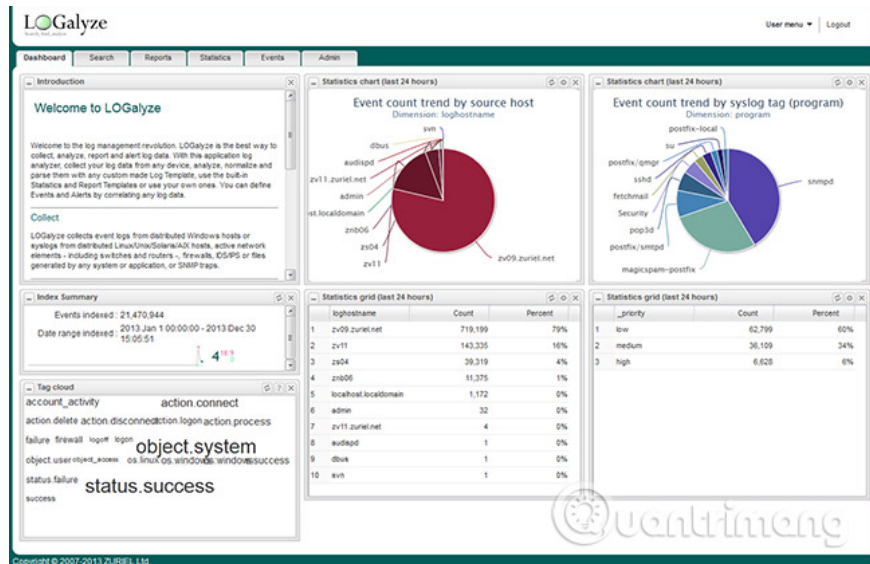 LOGalyze
User menu
Logout
Dashboard
Search
Reports
Statistics
Events
Admin
Introduction
Welcome to LOGalyze
Welcome to the log management revolution. LOGalyze is the best way to
collect, analyze, report and alert log data. With this application log
analyzer, collect your log data from any device, analyze, normalize and
parse them with any custom made Log Template, use the built-in
Statistics and Report Templates or use your own ones. You can define
Events and Alerts by correlating any log data.
Collect
LOGalyze collects event logs from distributed Windows hosts or
syslogs from distributed Linux/Unix/Solaris/AIX hosts, active network
elements - including switches and routers -, firewalls, IDS/IPS or files
generated by any system or application, or SNMP traps.
Statistics chart (last 24 hours)
Event count trend by source host
Dimension: loghostname
svn
dbus
audispd
zv11.zuriel.net
admin
st.localdomain
znb06
zs04
zv11
zv09.zuriel.net
Statistics chart (last 24 hours)
Event count trend by syslog tag (program)
Dimension: program
postfix-local
su
postfix/qmgr
sshd
fetchmail
Security
pop3d
postfix/smtpd
magicspam-postfix
snmpd
Index Summary
Events indexed: 21,470,944
Date range indexed: 2013 Jan 1 00:00:00 - 2013 Dec 30
15:05:51
Tag cloud
account_activity action.connect
action.delete action.disconnect action.logon action.process
failure firewall logoff logon object.system
object.user object_access os.linux os.windows os.windows success
status.failure status.success
success
Statistics grid (last 24 hours)
loghostname Count Percent
1 zv09.zuriel.net 719,199 79%
2 zv11 143,335 16%
3 zs04 39,319 4%
4 znb06 11,375 1%
5 localhost.localdomain 1,172 0%
6 admin 32 0%
7 zv11.zuriel.net 4 0%
8 audispd 1 0%
9 dbus 1 0%
10 svn 1 0%
Statistics grid (last 24 hours)
_priority Count Percent
1 low 62,799 60%
2 medium 36,109 34%
3 high 6,628 6%
Quantrimang
Copyright © 2007-2013 ZURIEL Ltd.